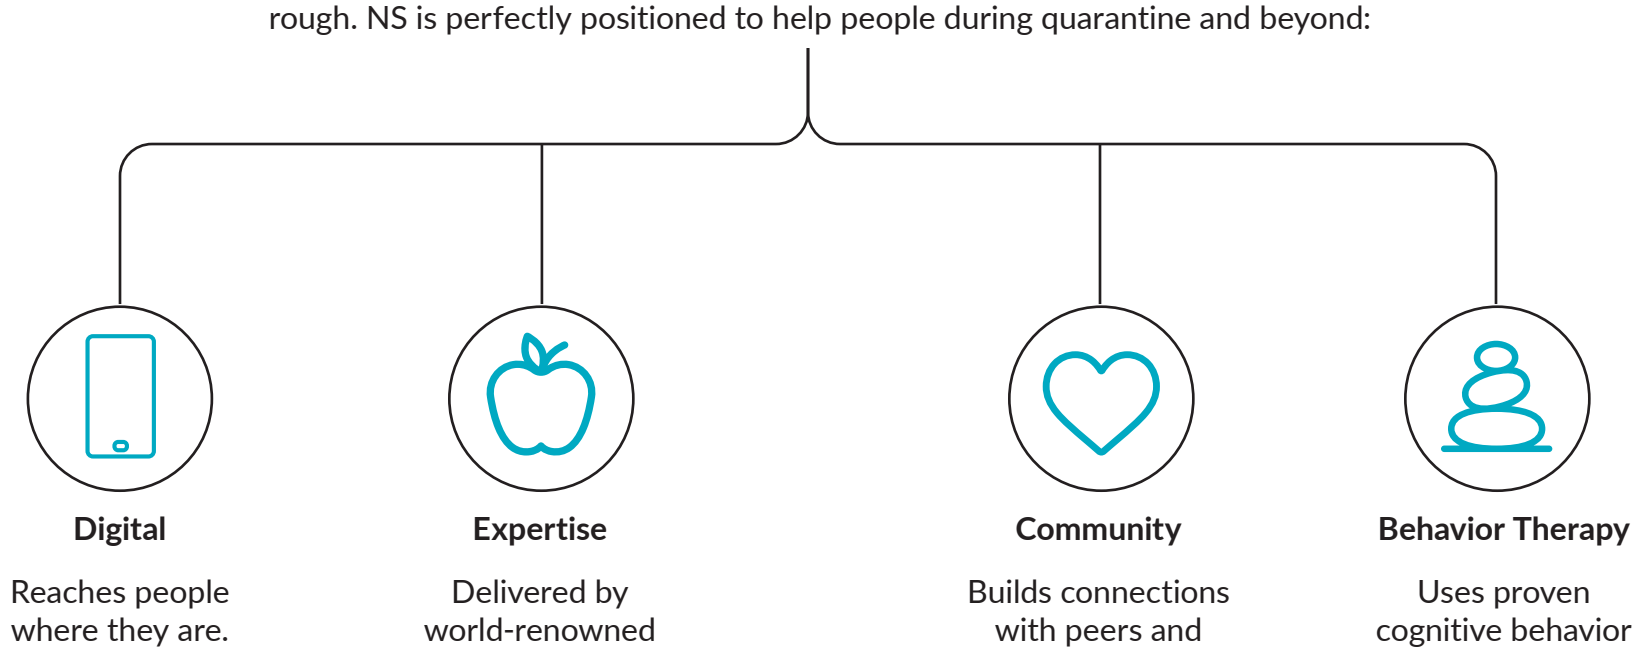 rough. NS is perfectly positioned to help people during quarantine and beyond:
Digital
Reaches people
where they are.
Expertise
Delivered by
world-renowned
Community
Builds connections
with peers and
Behavior Therapy
Uses proven
cognitive behavior